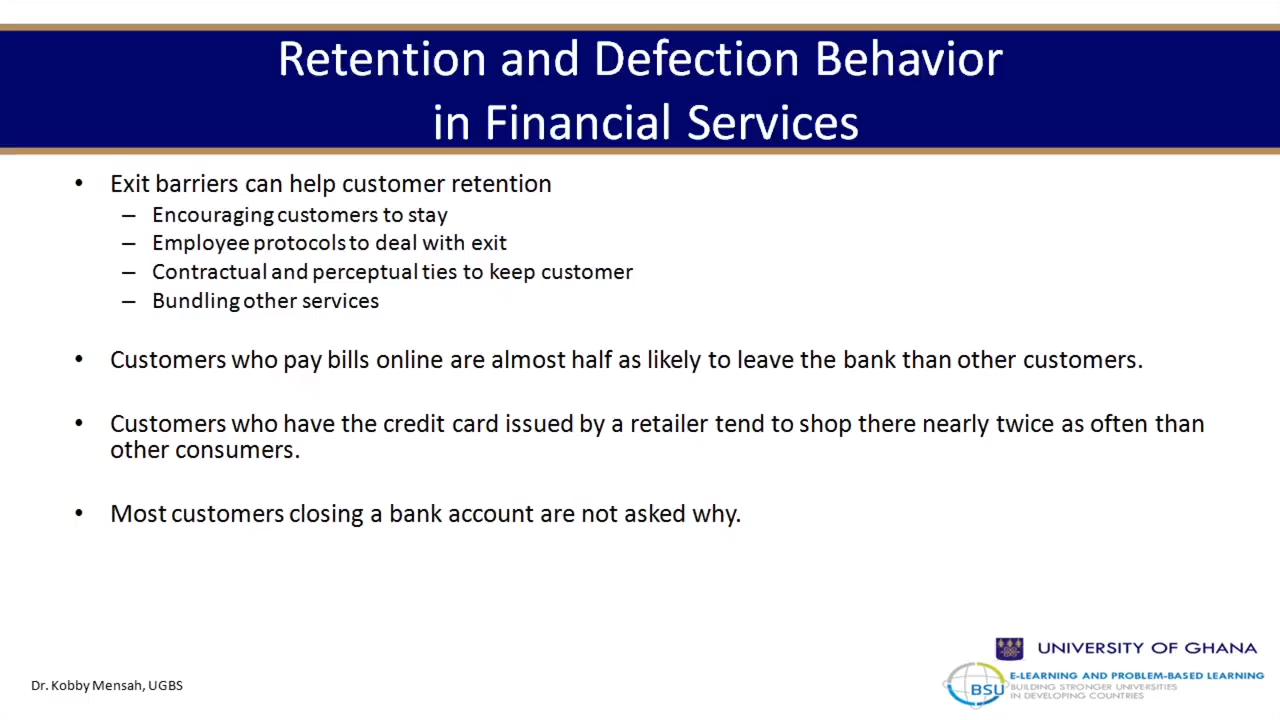 Retention and Defection Behavior
in Financial Services
• Exit barriers can help customer retention
– Encouraging customers to stay
– Employee protocols to deal with exit
– Contractual and perceptual ties to keep customer
– Bundling other services
• Customers who pay bills online are almost half as likely to leave the bank than other customers.
• Customers who have the credit card issued by a retailer tend to shop there nearly twice as often than
other consumers.
• Most customers closing a bank account are not asked why.
UNIVERSITY OF GHANA
Dr. Kobby Mensah, UGBS
BSU
E-LEARNING AND PROBLEM-BASED LEARNING
BUILDING STRONGER UNIVERSITIES
IN DEVELOPING COUNTRIES